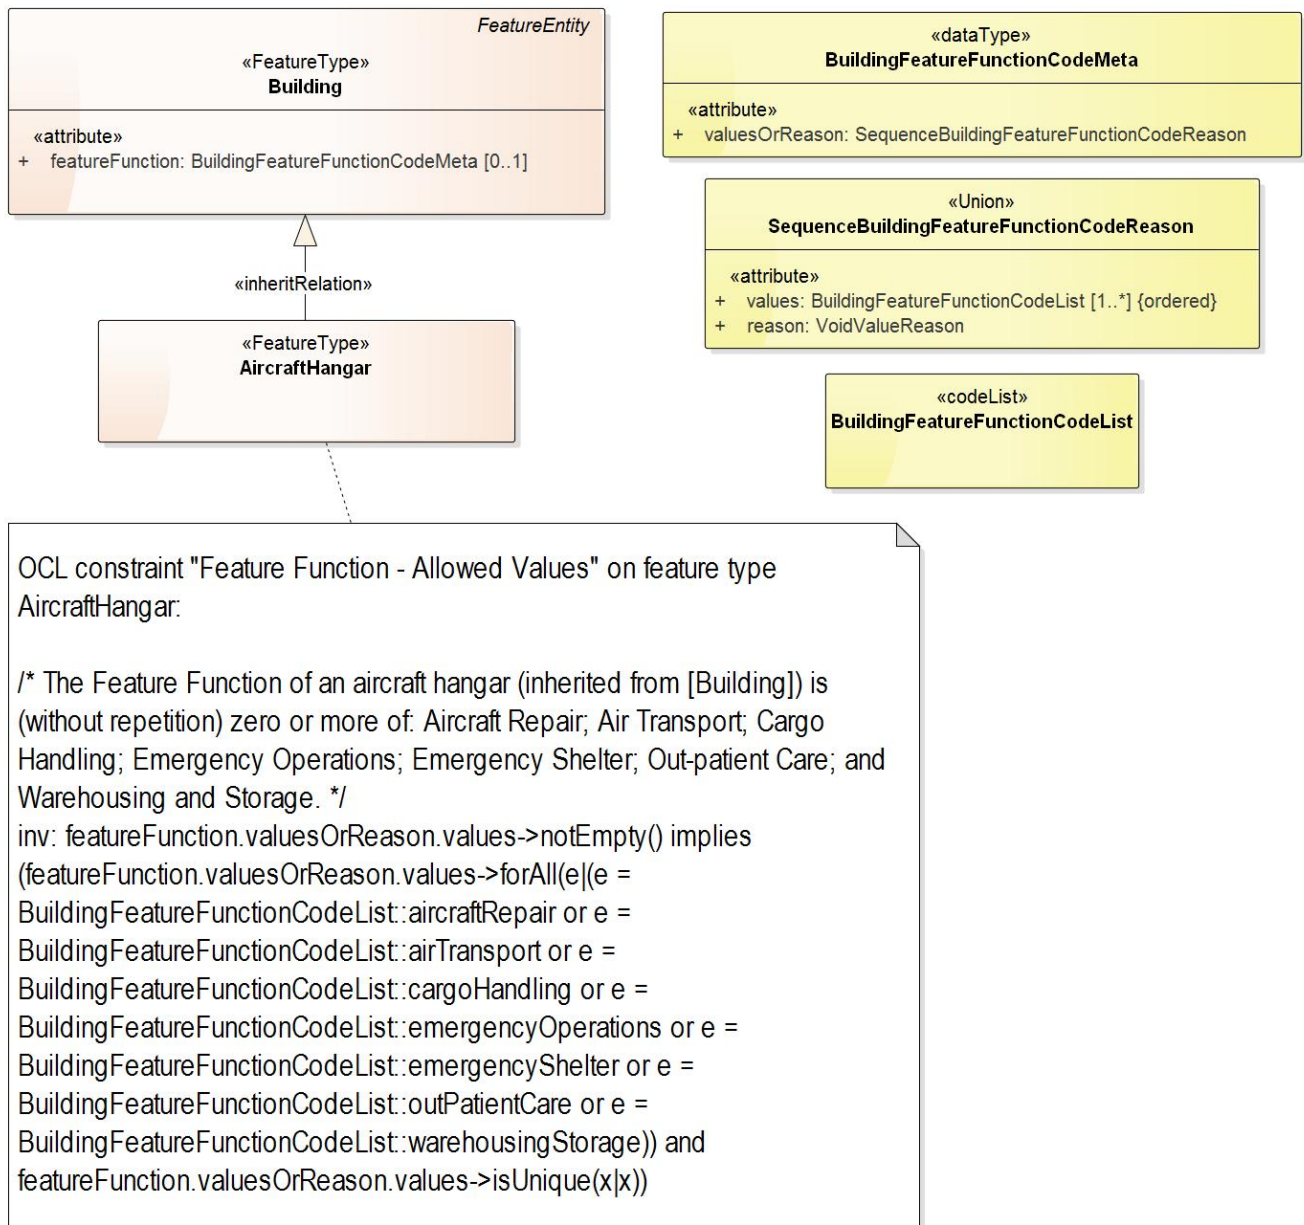 FeatureEntity
«FeatureType»
Building
«attribute»
+ featureFunction: BuildingFeatureFunctionCodeMeta [0..1]
«inheritRelation»
«FeatureType»
AircraftHangar
«dataType»
BuildingFeatureFunctionCodeMeta
«attribute»
+ valuesOrReason: SequenceBuildingFeatureFunctionCodeReason
«Union»
SequenceBuildingFeatureFunctionCodeReason
«attribute»
+ values: BuildingFeatureFunctionCodeList [1..*] {ordered}
+ reason: VoidValueReason
«codeList»
BuildingFeatureFunctionCodeList
OCL constraint "Feature Function - Allowed Values" on feature type
AircraftHangar:
/* The Feature Function of an aircraft hangar (inherited from [Building]) is
(without repetition) zero or more of: Aircraft Repair; Air Transport; Cargo
Handling; Emergency Operations; Emergency Shelter; Out-patient Care; and
Warehousing and Storage. */
inv: featureFunction.valuesOrReason.values->notEmpty() implies
(featureFunction.valuesOrReason.values->forAll(e|(e =
BuildingFeatureFunctionCodeList::aircraftRepair or e =
BuildingFeatureFunctionCodeList::airTransport or e =
BuildingFeatureFunctionCodeList::cargoHandling or e =
BuildingFeatureFunctionCodeList::emergencyOperations or e =
BuildingFeatureFunctionCodeList::emergencyShelter or e =
BuildingFeatureFunctionCodeList::outPatientCare or e =
BuildingFeatureFunctionCodeList::warehousingStorage)) and
featureFunction.valuesOrReason.values->isUnique(x|x))